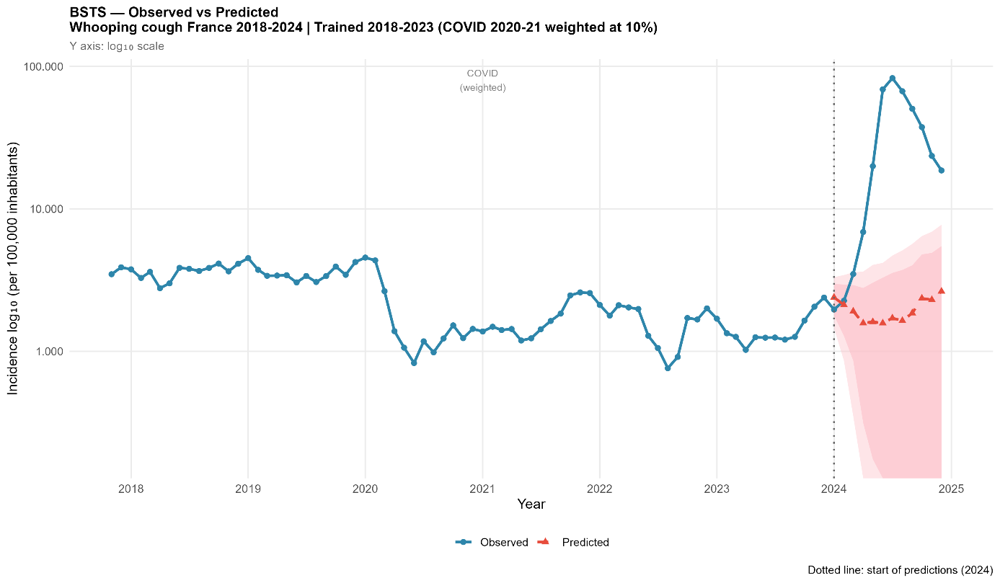 BSTS — Observed vs Predicted
Whooping cough France 2018-2024 | Trained 2018-2023 (COVID 2020-21 weighted at 10%)
Y axis: log₁₀ scale
COVID
(weighted)
Incidence log₁₀ (per 100,000 inhabitants)
100.000
10.000
1.000
2018 2019 2020 2021 2022 2023 2024 2025
Year
Observed Predicted
Dotted line: start of predictions (2024)